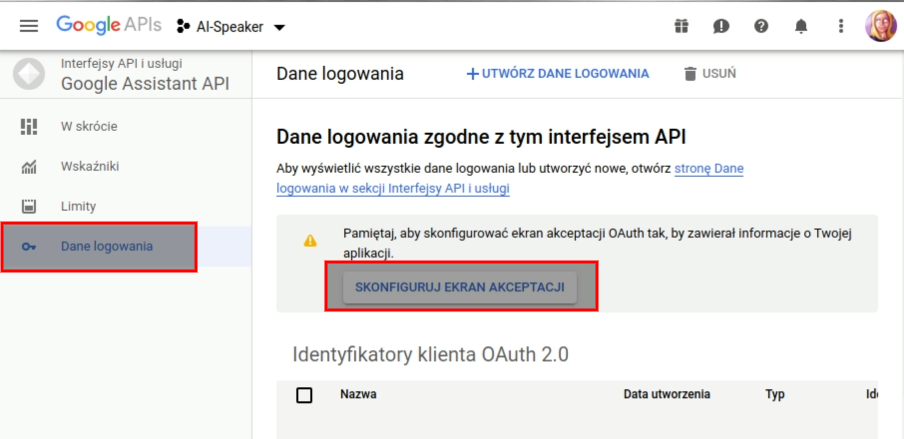 Google APIs AI-Speaker
Interfejsy API i usługi
Google Assistant API
W skrócie
Wskaźniki
Limity
Dane logowania
Dane logowania
UTWÓRZ DANE LOGOWANIA
USUŃ
Dane logowania zgodne z tym interfejsem API
Aby wyświetlić wszystkie dane logowania lub utworzyć nowe, otwórz stronę Dane
logowania w sekcji Interfejsy API i usługi
Pamiętaj, aby skonfigurować ekran akceptacji OAuth tak, by zawierał informacje o Twojej
aplikacji.
SKONFIGURUJ EKRAN AKCEPTACJI
Identyfikatory klienta OAuth 2.0
Nazwa Data utworzenia Typ